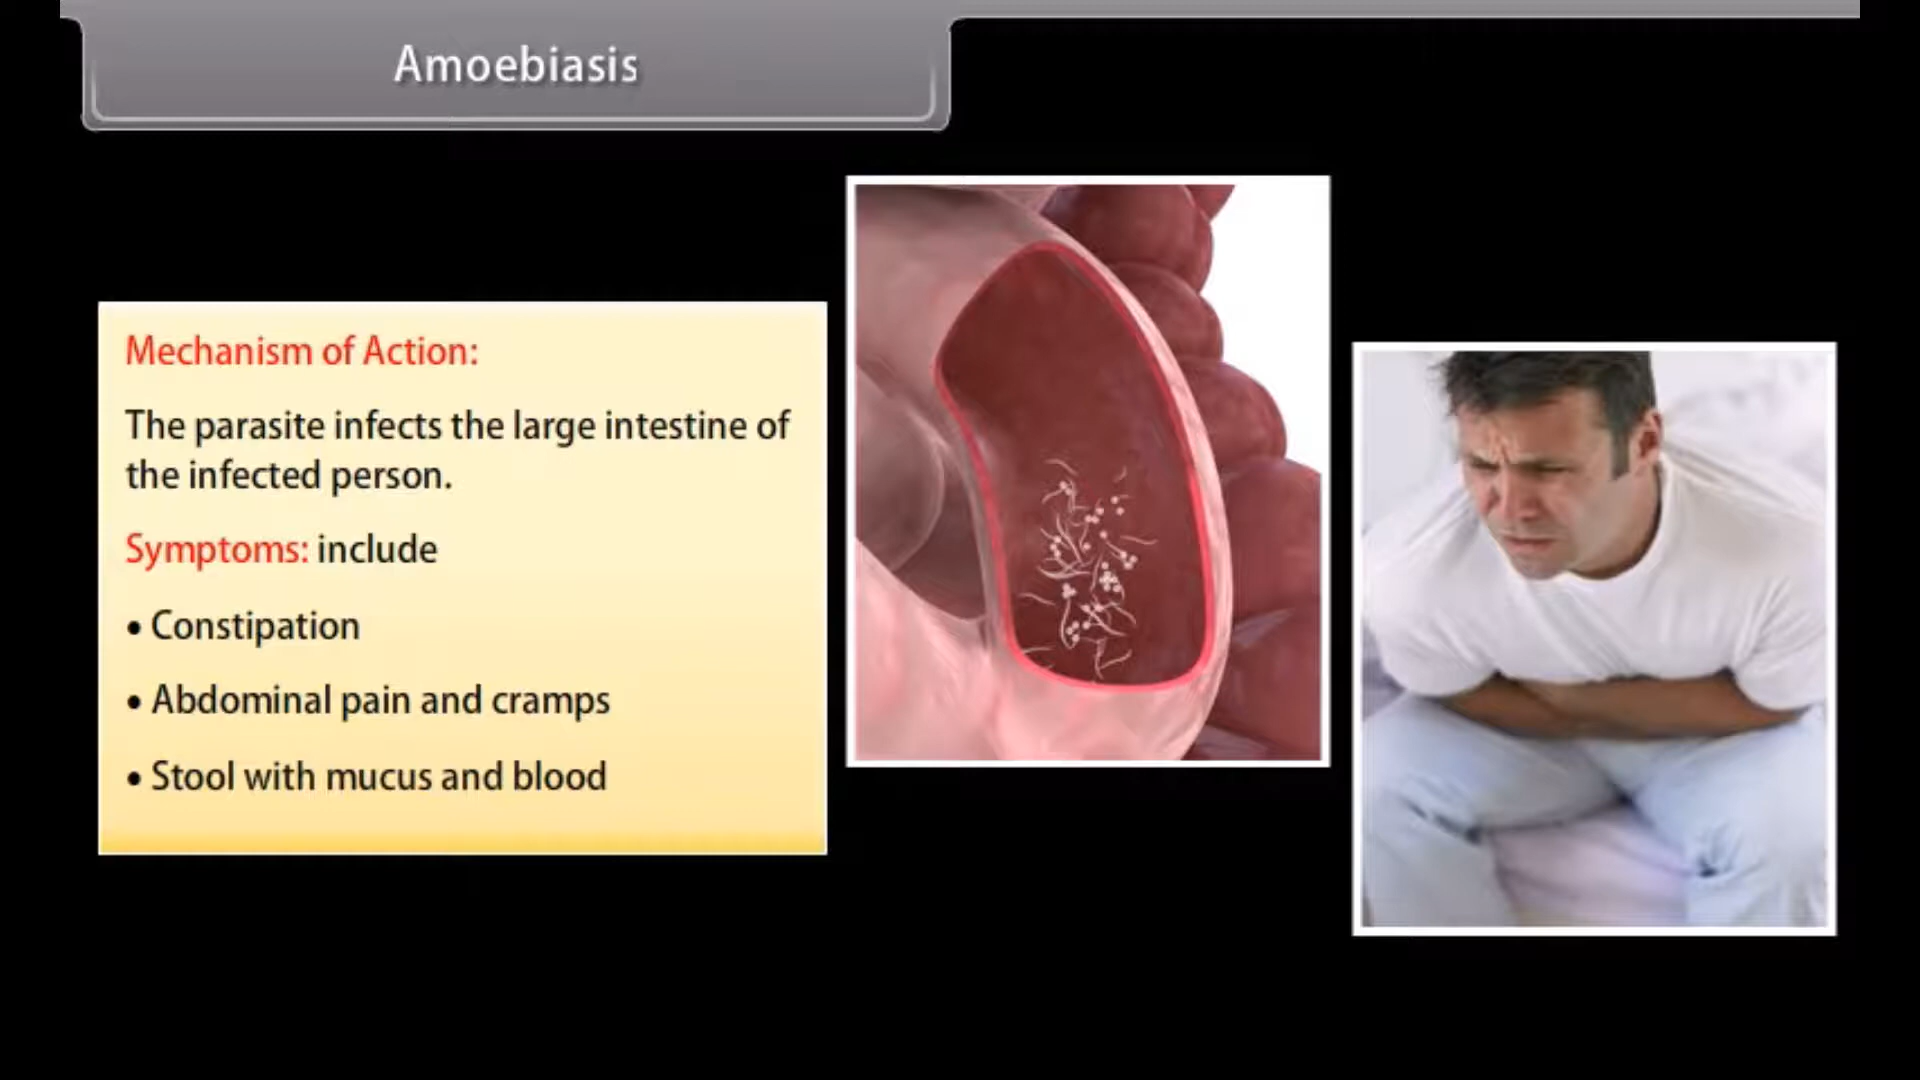 Amoebiasis
Mechanism of Action:
The parasite infects the large intestine of
the infected person.
Symptoms: include
• Constipation
• Abdominal pain and cramps
• Stool with mucus and blood